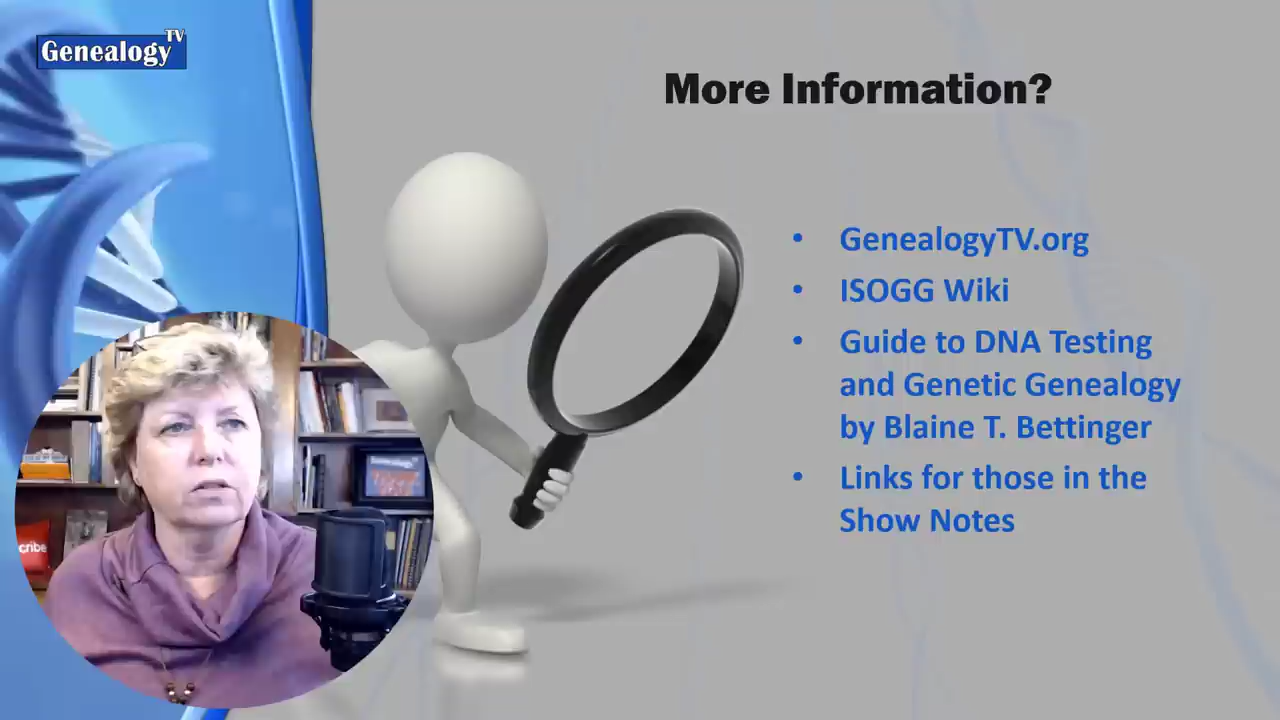 Genealogy TV
More Information?
• GenealogyTV.org
• ISOGG Wiki
• Guide to DNA Testing
and Genetic Genealogy
by Blaine T. Bettinger
• Links for those in the
Show Notes
cribe